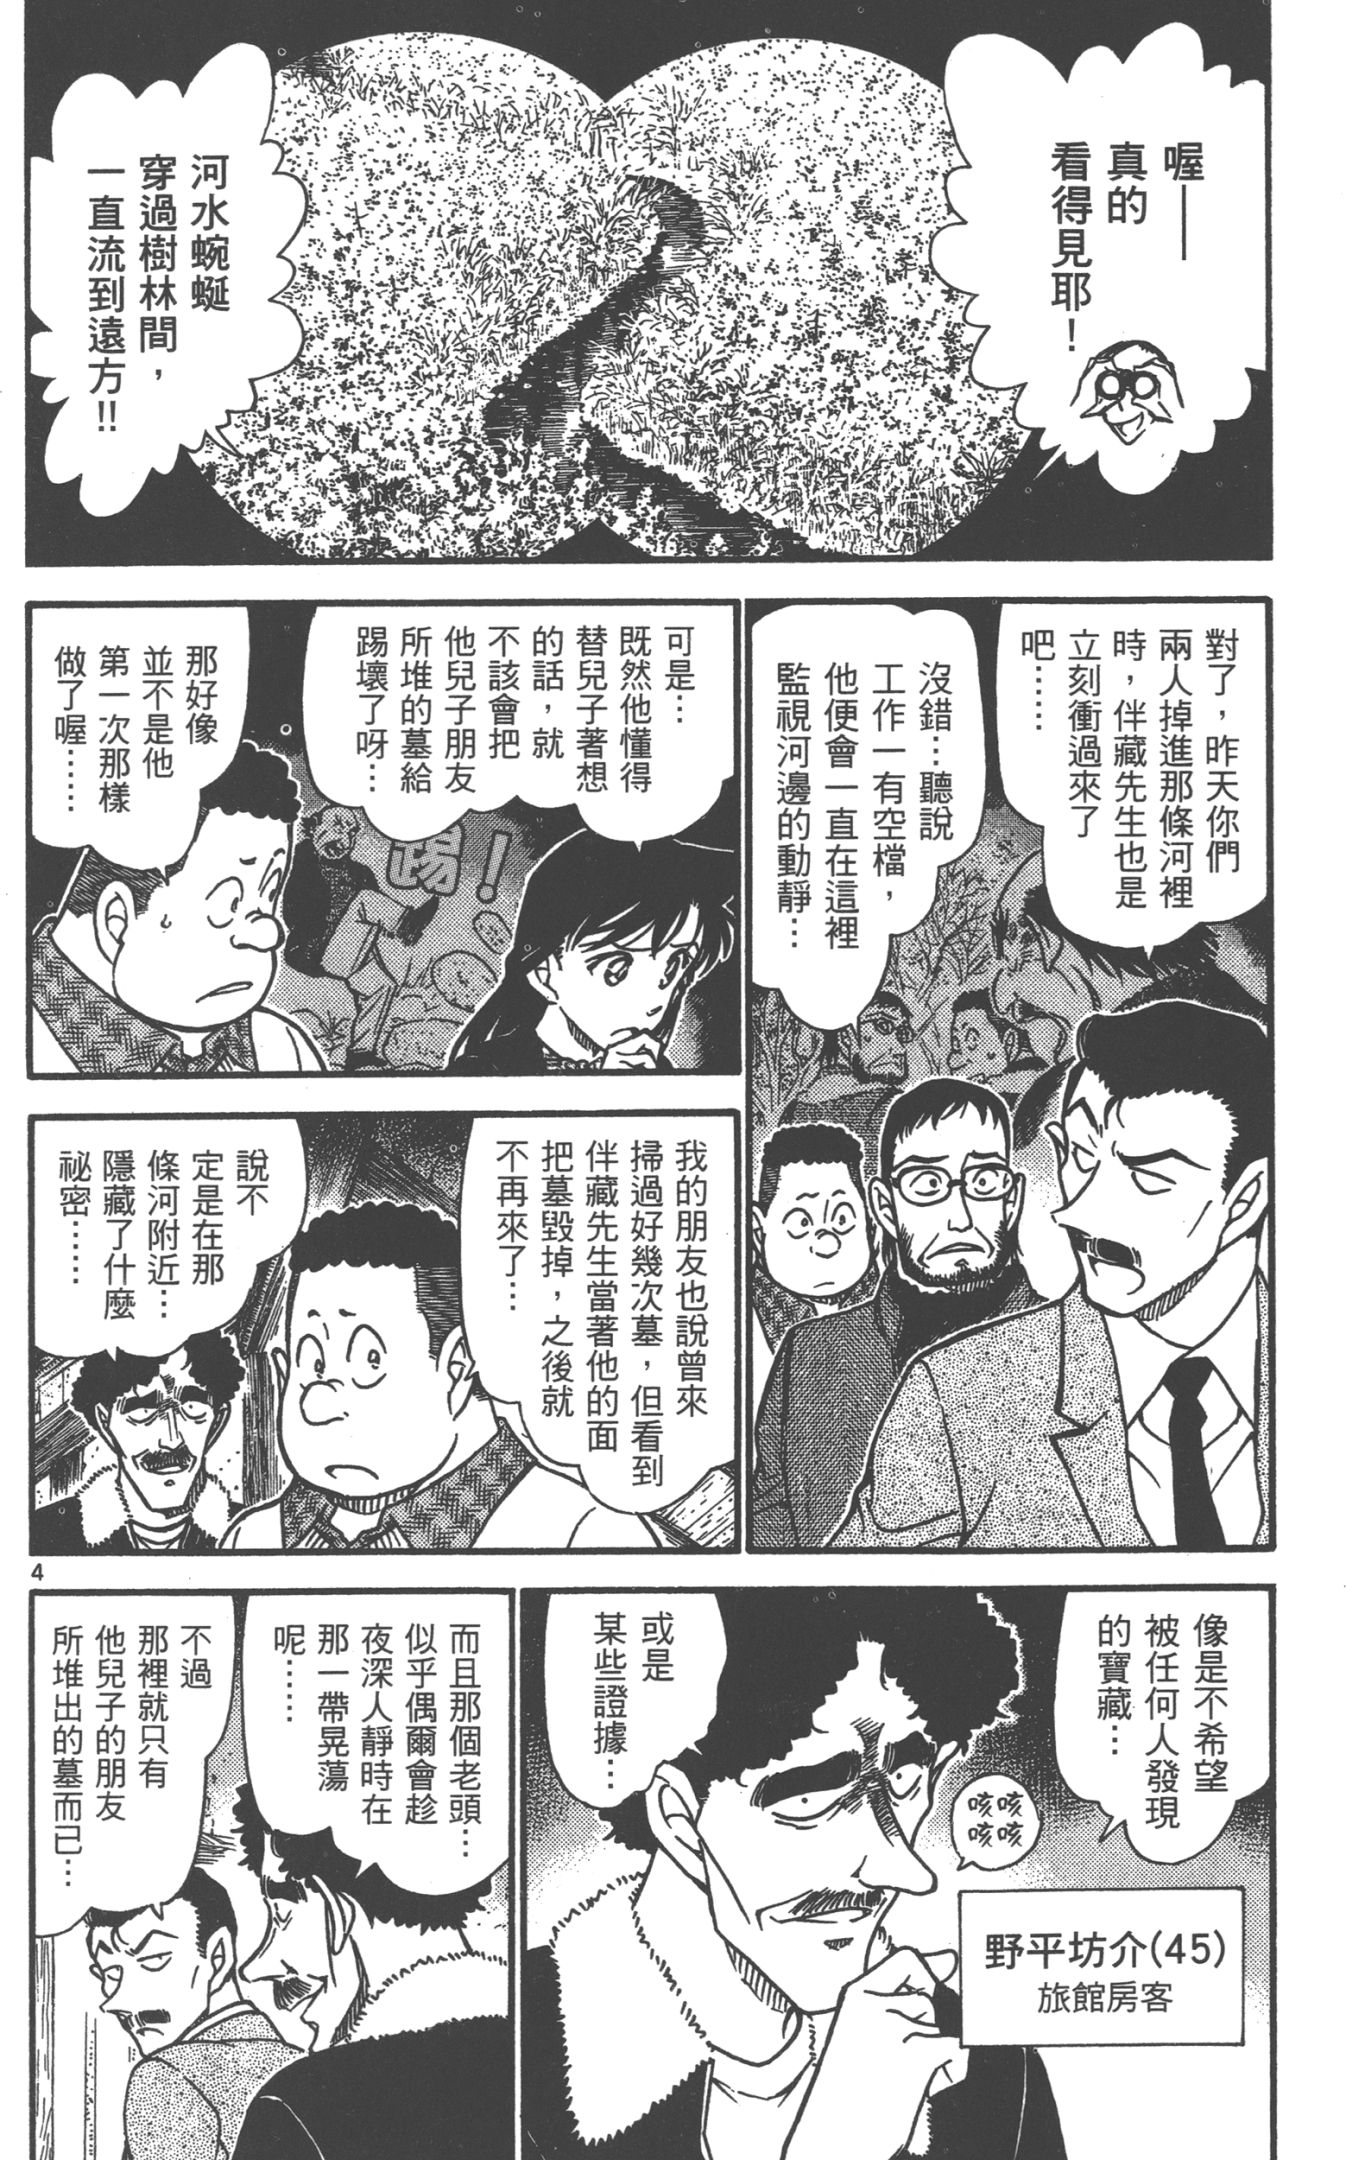 喔——
真的
看得見耶！
河水蜿蜒
穿過樹林間，
一直流到遠方!!
對了，昨天你們
兩人掉進那條河裡
時，伴藏先生也是
立刻衝過來了
吧……
沒錯…聽說
工作一有空檔，
他便會一直在這裡
監視河邊的動靜…
可是…
既然他懂得
替兒子著想
的話，就
不該會把
他兒子朋友
所堆的墓給
踢壞了呀…
踢！
那好像
並不是他
第一次那樣
做了喔……
我的朋友也說曾來
掃過好幾次墓，但看到
伴藏先生當著他的面
把墓毀掉，之後就
不再來了…
說不
定是在那
條河附近…
隱藏了什麼
祕密……
4
像是不希望
被任何人發現
的寶藏…
或是
某些證據…
咳咳
咳咳
野平坊介(45)
旅館房客
而且那個老頭…
似乎偶爾會趁
夜深人靜時在
那一帶晃蕩
呢……
不過
那裡就只有
他兒子的朋友
所堆出的墓而已…